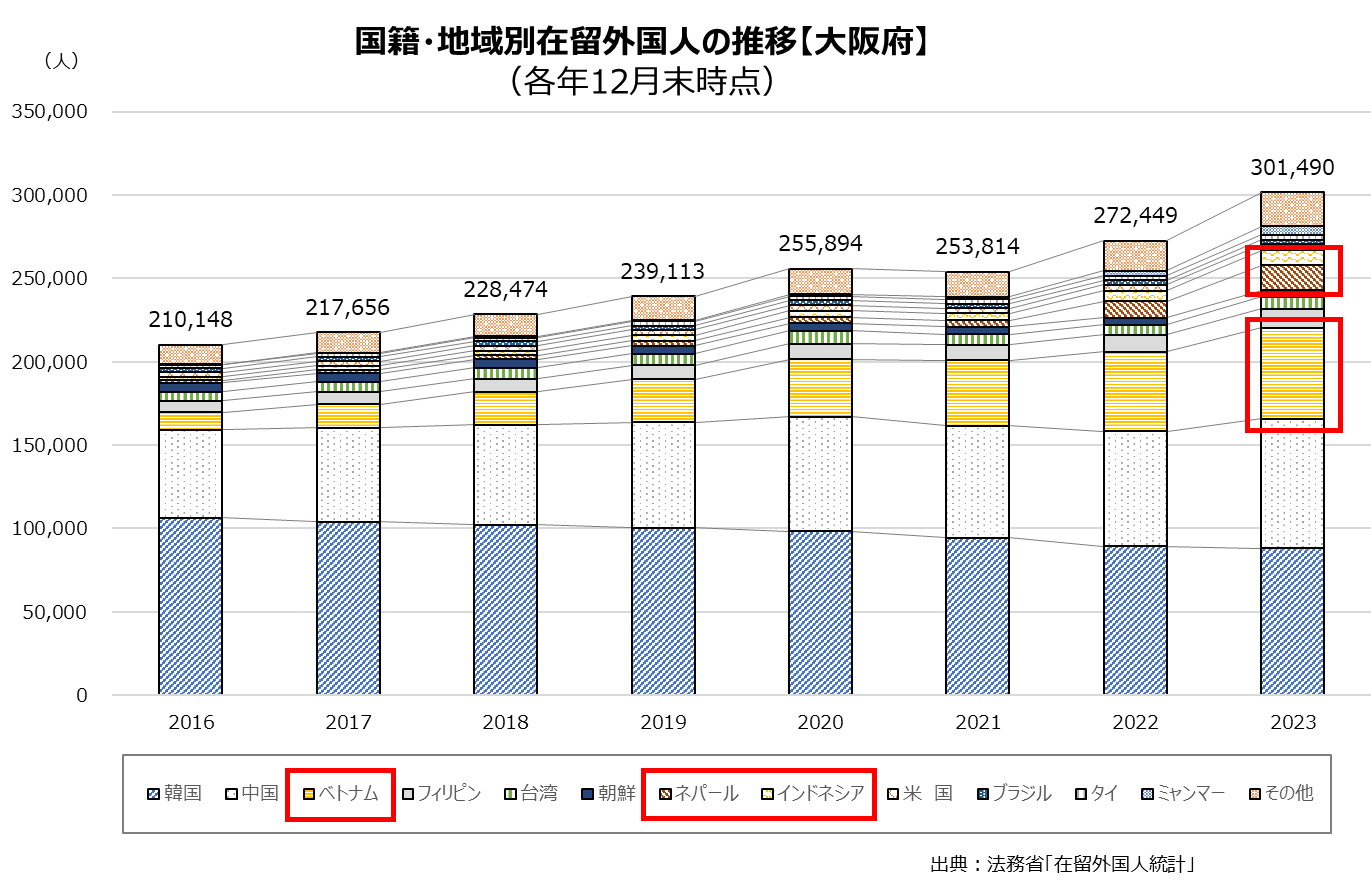 国籍・地域別在留外国人の推移【大阪府】
（各年12月末時点）
（人）
350,000
300,000
250,000
200,000
150,000
100,000
50,000
0
210,148
217,656
228,474
239,113
255,894
253,814
272,449
301,490
2016 2017 2018 2019 2020 2021 2022 2023
韓国 中国 ベトナム フィリピン 台湾 朝鮮 ネパール インドネシア 米　国 ブラジル タイ ミャンマー その他
出典：法務省「在留外国人統計」